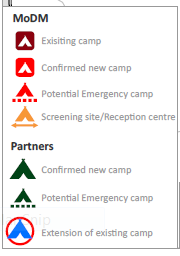 MoDM
Exisiting camp
Confirmed new camp
Potential Emergency camp
Screening site/Reception centre
Partners
Confirmed new camp
Potential Emergency camp
Extension of existing camp